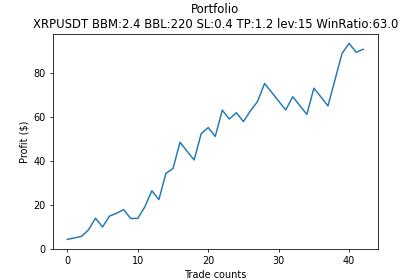 Portfolio
XRPUSDT BBM:2.4 BBL:220 SL:0.4 TP:1.2 lev:15 WinRatio:63.0
Profit ($)
80
60
40
20
0
0 10 20 30 40
Trade counts